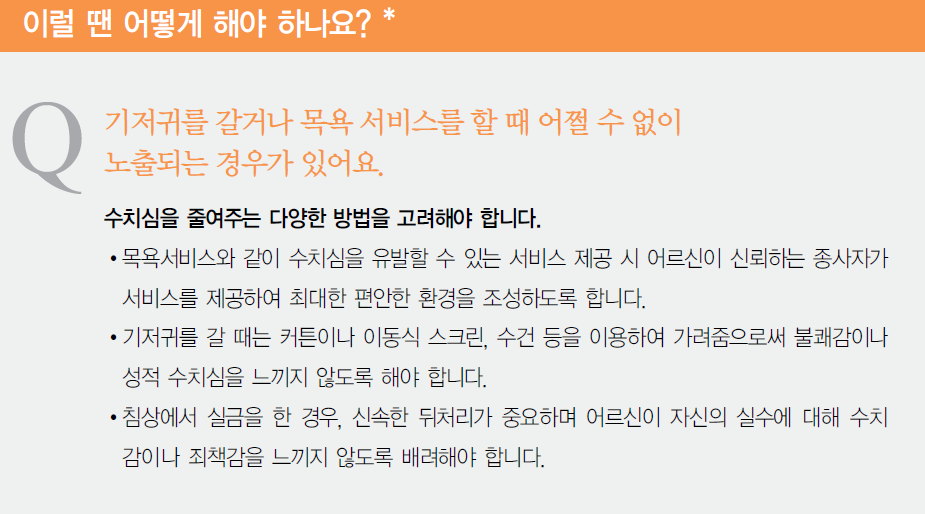 이럴 땐 어떻게 해야 하나요? *
Q
기저귀를 갈거나 목욕 서비스를 할 때 어쩔 수 없이
노출되는 경우가 있어요.
수치심을 줄여주는 다양한 방법을 고려해야 합니다.
• 목욕서비스와 같이 수치심을 유발할 수 있는 서비스 제공 시 어르신이 신뢰하는 종사자가
서비스를 제공하여 최대한 편안한 환경을 조성하도록 합니다.
• 기저귀를 갈 때는 커튼이나 이동식 스크린, 수건 등을 이용하여 가려줌으로써 불쾌감이나
성적 수치심을 느끼지 않도록 해야 합니다.
• 침상에서 실금을 한 경우, 신속한 뒤처리가 중요하며 어르신이 자신의 실수에 대해 수치
감이나 죄책감을 느끼지 않도록 배려해야 합니다.